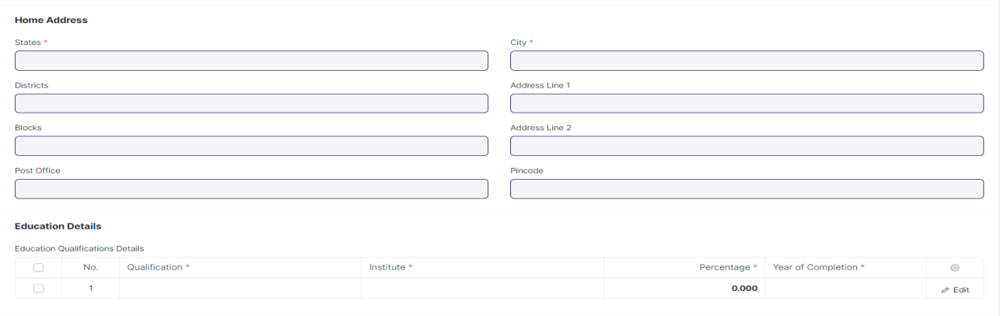 Home Address
States *
City *
Districts
Address Line 1
Blocks
Address Line 2
Post Office
Pincode
Education Details
Education Qualifications Details
No. Qualification * Institute * Percentage * Year of Completion *
1 0.000 Edit